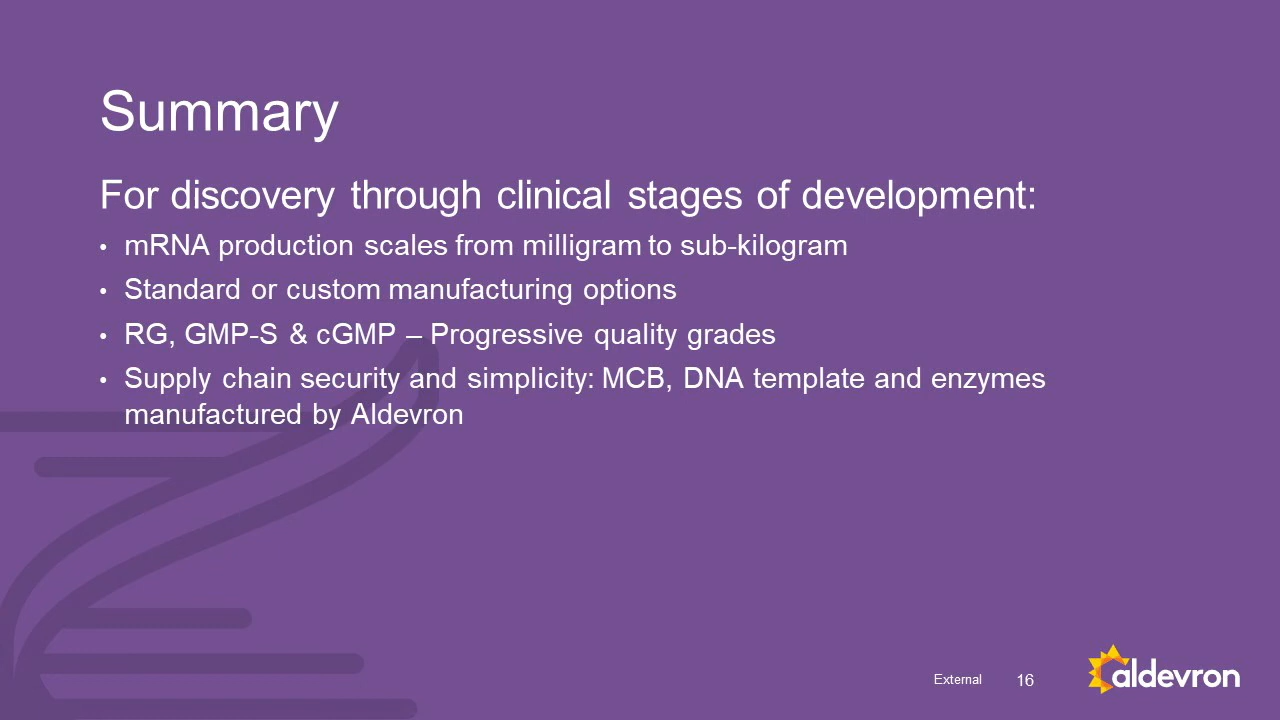 Summary
For discovery through clinical stages of development:
• mRNA production scales from milligram to sub-kilogram
• Standard or custom manufacturing options
• RG, GMP-S & cGMP – Progressive quality grades
• Supply chain security and simplicity: MCB, DNA template and enzymes
manufactured by Aldevron
External 16 aldevron